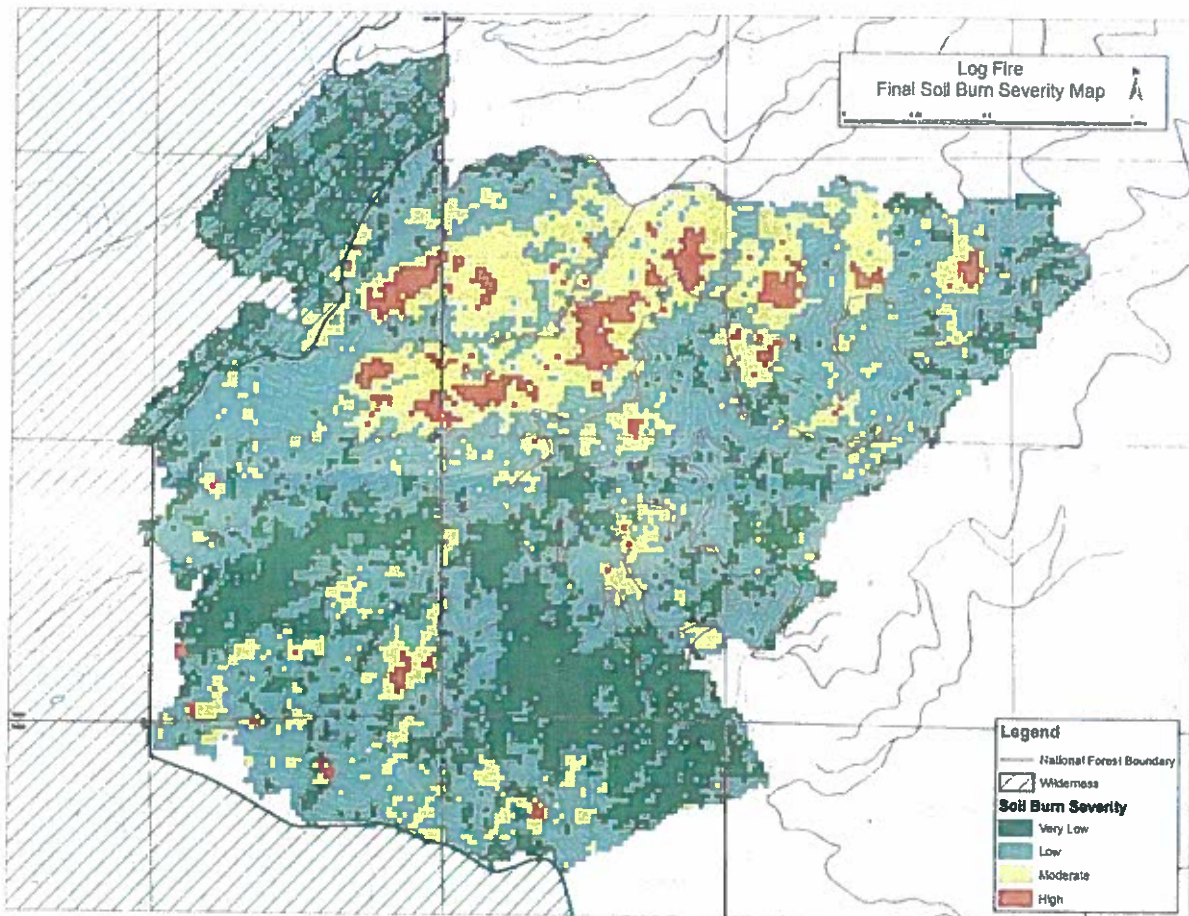 Log Fire
Final Soil Burn Severity Map
N
Legend
National Forest Boundary
Wilderness
Soil Burn Severity
Very Low
Low
Moderate
High